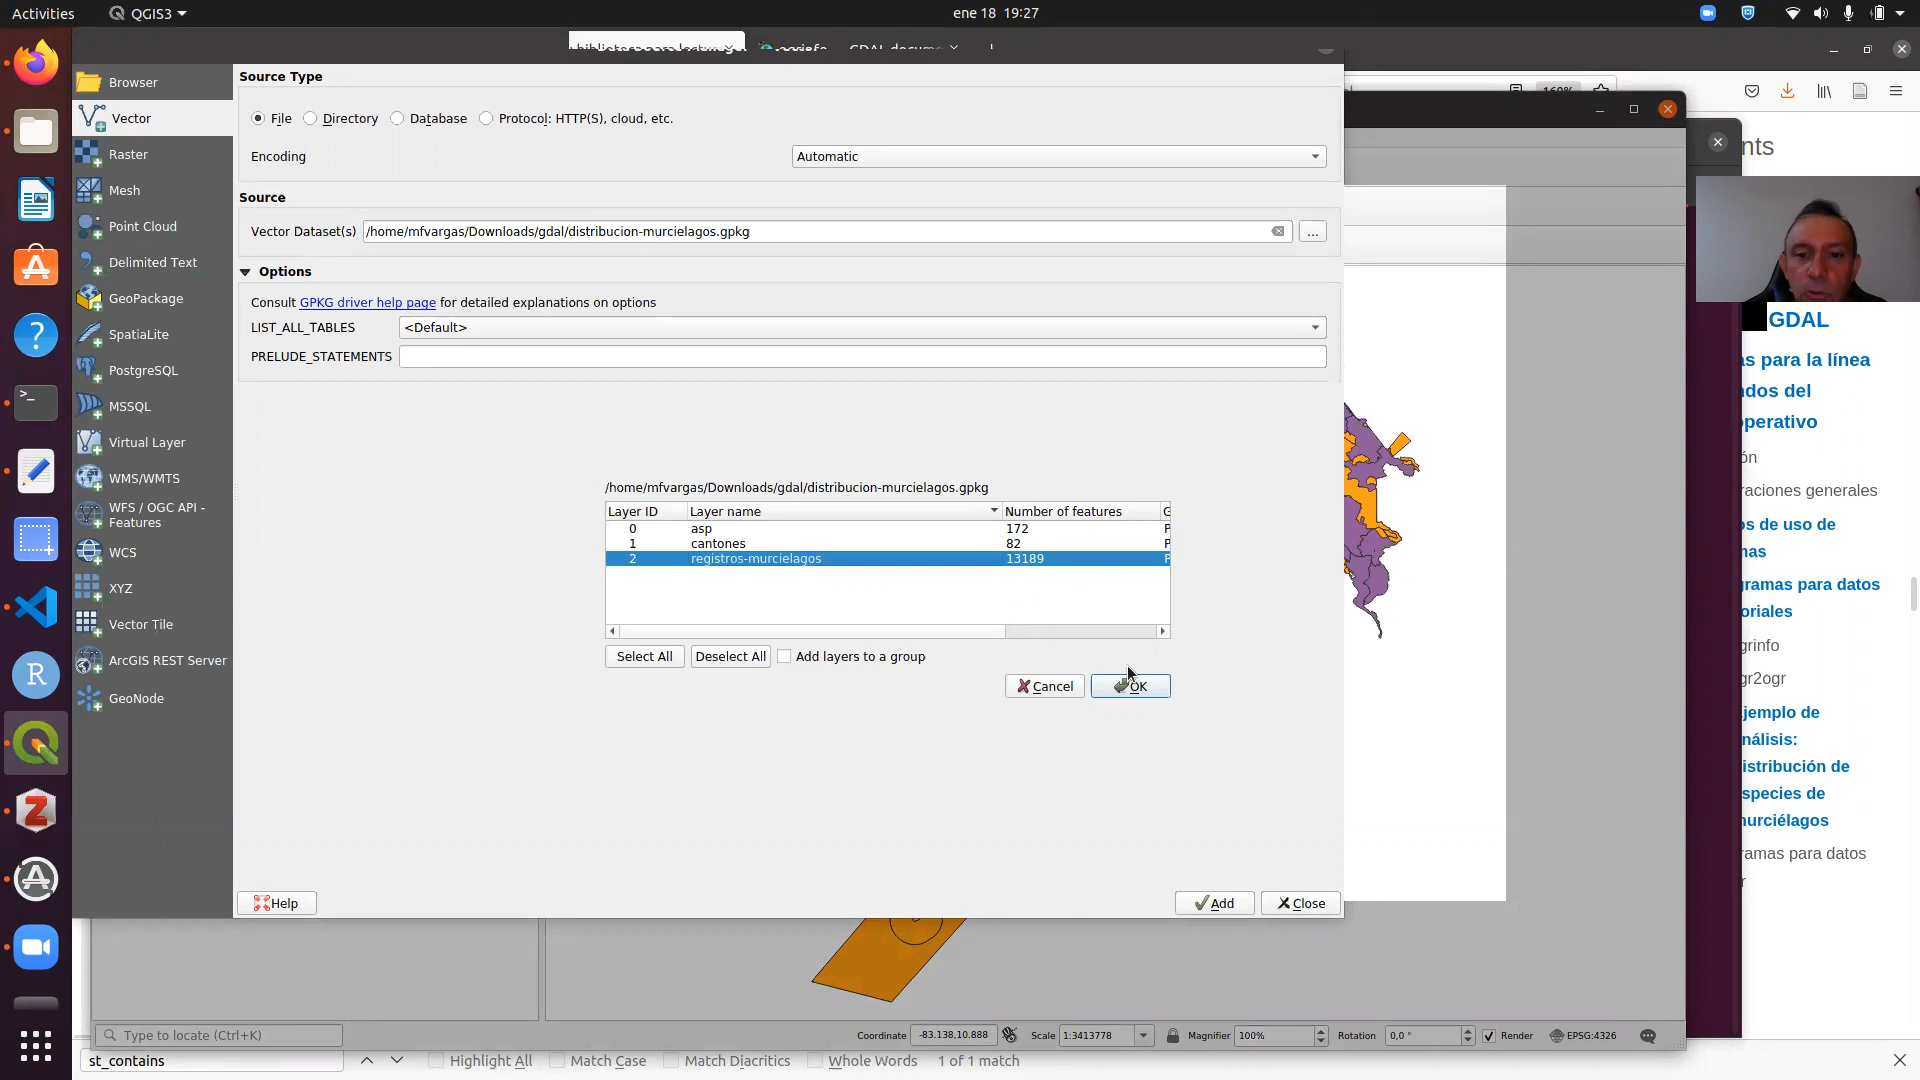 Activities
QGIS3
ene 18 19:27
Browser
Vector
Raster
Mesh
Point Cloud
Delimited Text
GeoPackage
SpatiaLite
PostgreSQL
MSSQL
Virtual Layer
WMS/WMTS
WFS / OGC API -
Features
WCS
XYZ
Vector Tile
ArcGIS REST Server
GeoNode
Source Type
File
Directory
Database
Protocol: HTTP(S), cloud, etc.
Encoding
Automatic
Source
Vector Dataset(s)
/home/mfvargas/Downloads/gdal/distribucion-murcielagos.gpkg
...
Options
Consult GPKG driver help page for detailed explanations on options
LIST_ALL_TABLES
<Default>
PRELUDE_STATEMENTS
/home/mfvargas/Downloads/gdal/distribucion-murcielagos.gpkg
Layer ID Layer name Number of features G
0 asp 172 P
1 cantones 82 P
2 registros-murcielagos 13189 P
Select All
Deselect All
Add layers to a group
Cancel
OK
Help
Add
Close
nts
GDAL
as para la línea
ndos del
operativo
ón
raciones generales
os de uso de
mas
gramas para datos
oriales
grinfo
gr2ogr
jemplo de
nálisis:
istribución de
species de
urciélagos
ramas para datos
r
Type to locate (Ctrl+K)
Coordinate
-83.138,10.888
Scale
1:3413778
Magnifier
100%
Rotation
0,0 °
Render
EPSG:4326
st_contains
Highlight All
Match Case
Match Diacritics
Whole Words
1 of 1 match